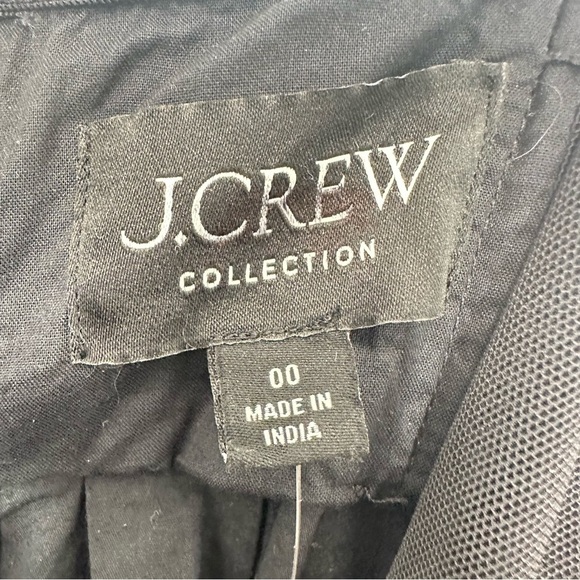 J.CREW
COLLECTION
00
MADE IN
INDIA